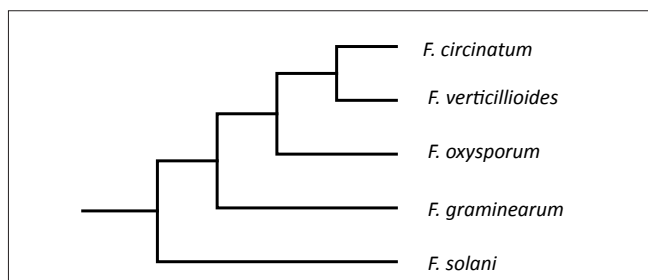 F. circinatum
F. verticillioides
F. oxysporum
F. graminearum
F. solani